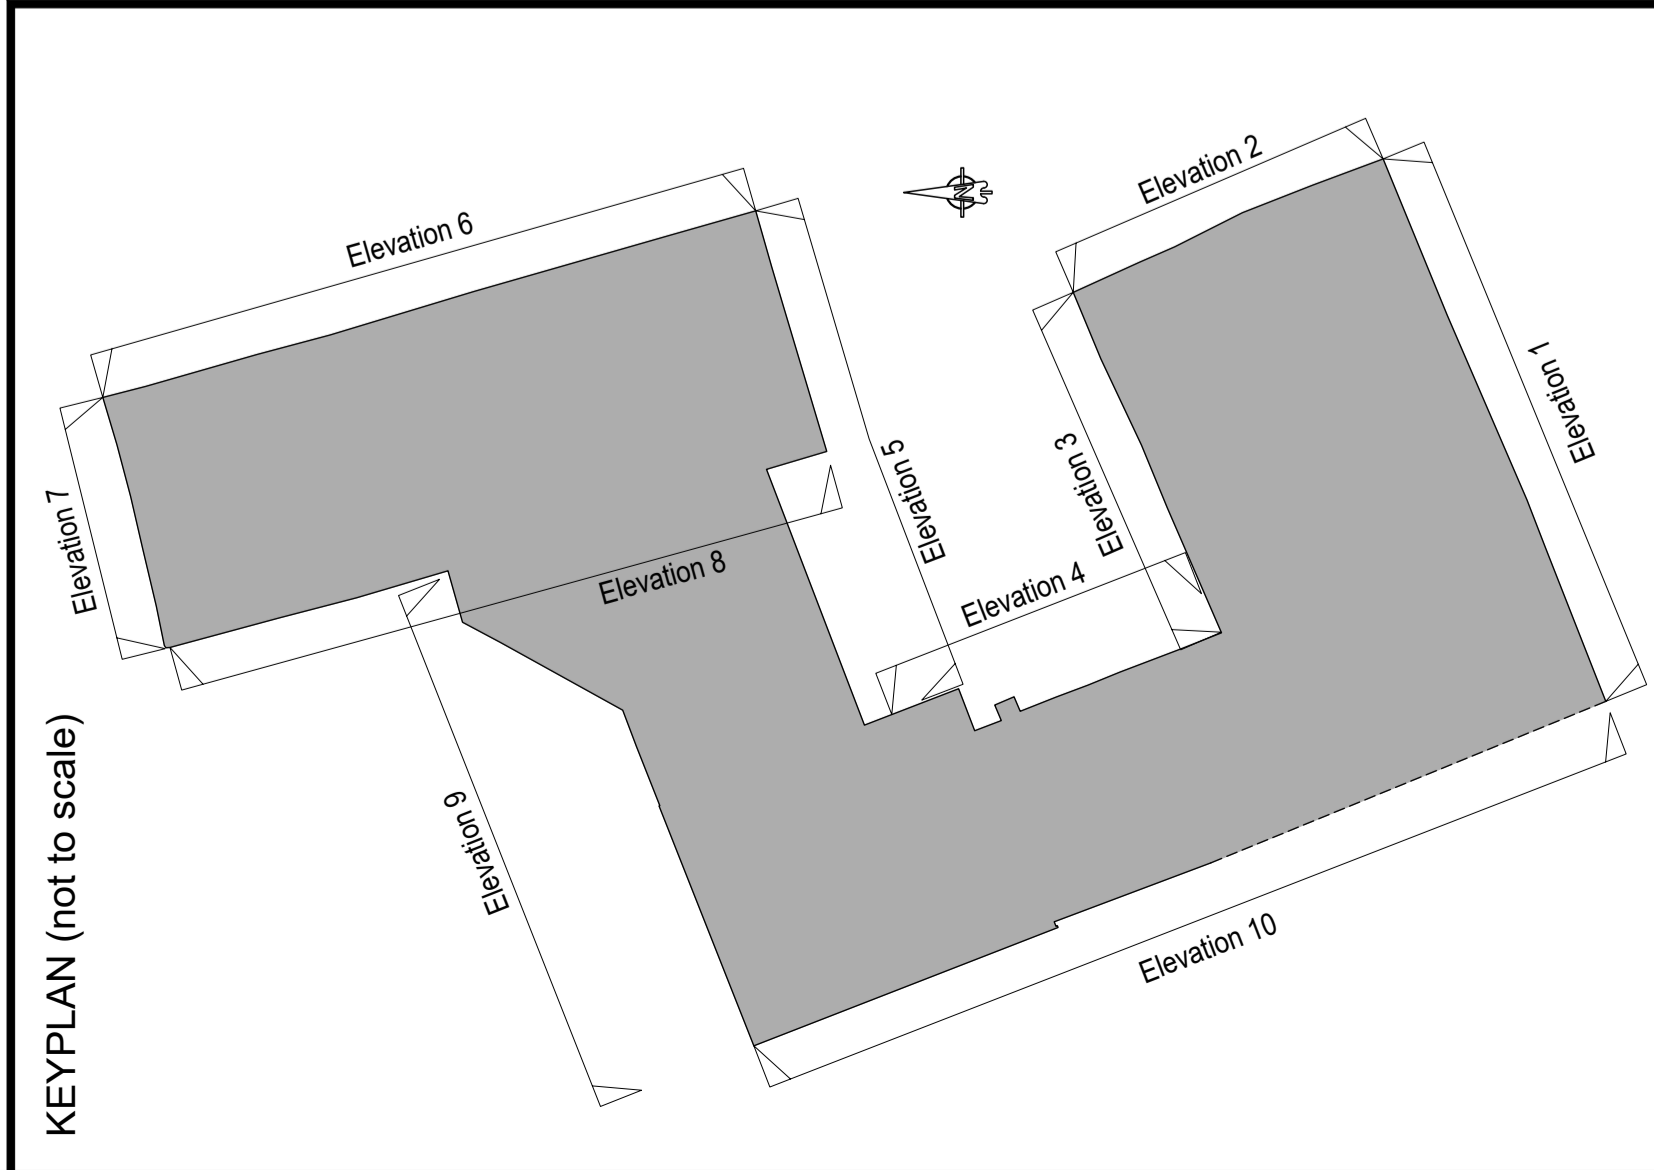 Elevation 2
Elevation 6
N
Elevation 1
Elevation 3
Elevation 5
Elevation 7
Elevation 8
Elevation 4
Elevation 9
Elevation 10
KEYPLAN (not to scale)